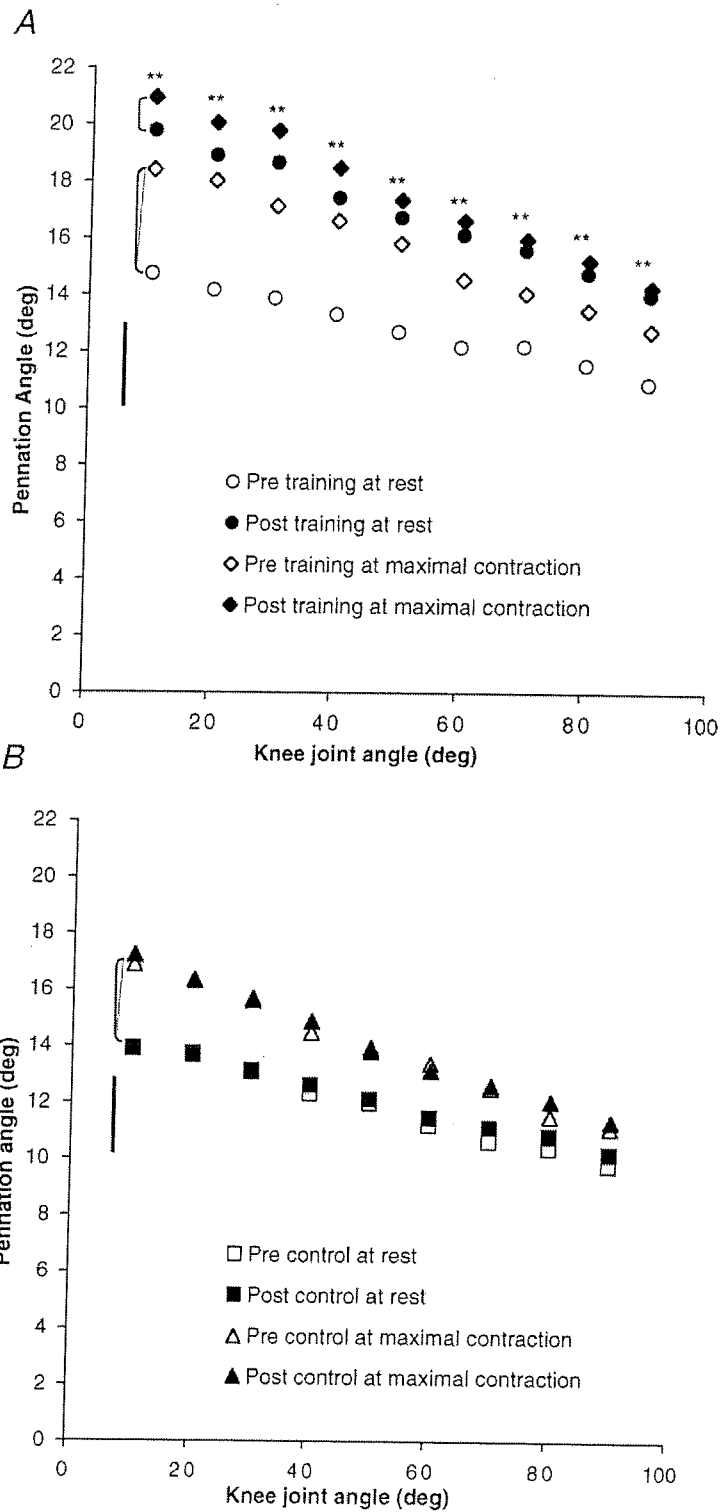 A
22
20
18
16
14
12
10
8
6
4
2
0
Pennation Angle (deg)
** ** ** ** ** ** ** ** **
Pre training at rest
Post training at rest
Pre training at maximal contraction
Post training at maximal contraction
0 20 40 60 80 100
Knee joint angle (deg)
B
22
20
18
16
14
12
10
8
6
4
2
0
Pennation angle (deg)
Pre control at rest
Post control at rest
Pre control at maximal contraction
Post control at maximal contraction
0 20 40 60 80 100
Knee joint angle (deg)